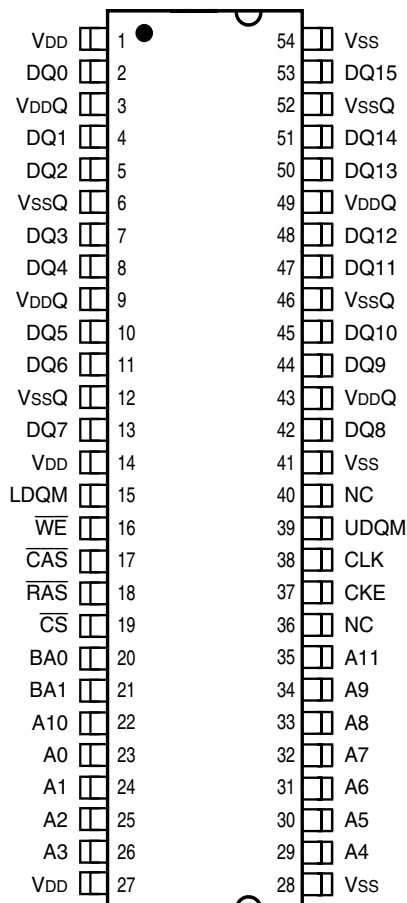 VDD 1 54 VSS
DQ0 2 53 DQ15
VDDQ 3 52 VSSQ
DQ1 4 51 DQ14
DQ2 5 50 DQ13
VSSQ 6 49 VDDQ
DQ3 7 48 DQ12
DQ4 8 47 DQ11
VDDQ 9 46 VSSQ
DQ5 10 45 DQ10
DQ6 11 44 DQ9
VSSQ 12 43 VDDQ
DQ7 13 42 DQ8
VDD 14 41 VSS
LDQM 15 40 NC
W̅E̅ 16 39 UDQM
C̅A̅S̅ 17 38 CLK
R̅A̅S̅ 18 37 CKE
C̅S̅ 19 36 NC
BA0 20 35 A11
BA1 21 34 A9
A10 22 33 A8
A0 23 32 A7
A1 24 31 A6
A2 25 30 A5
A3 26 29 A4
VDD 27 28 VSS